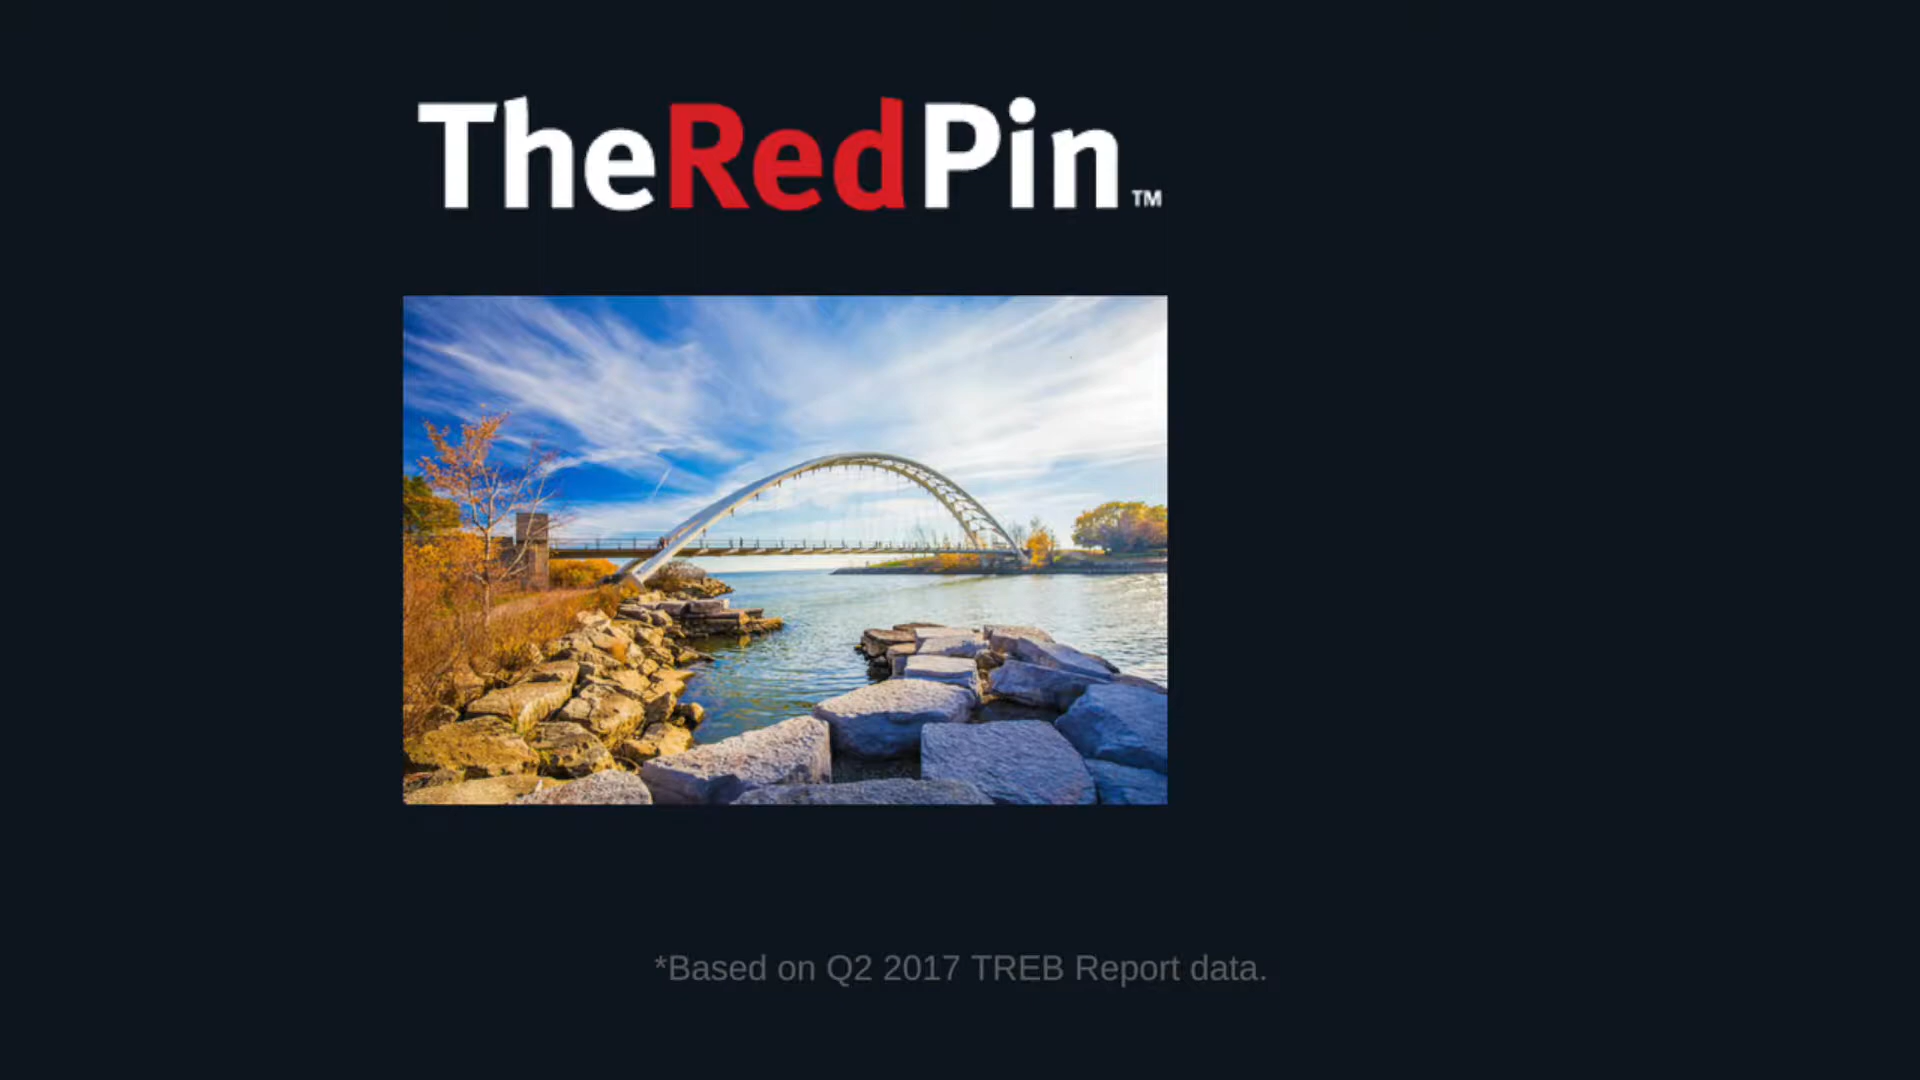 TheRedPin™
*Based on Q2 2017 TREB Report data.